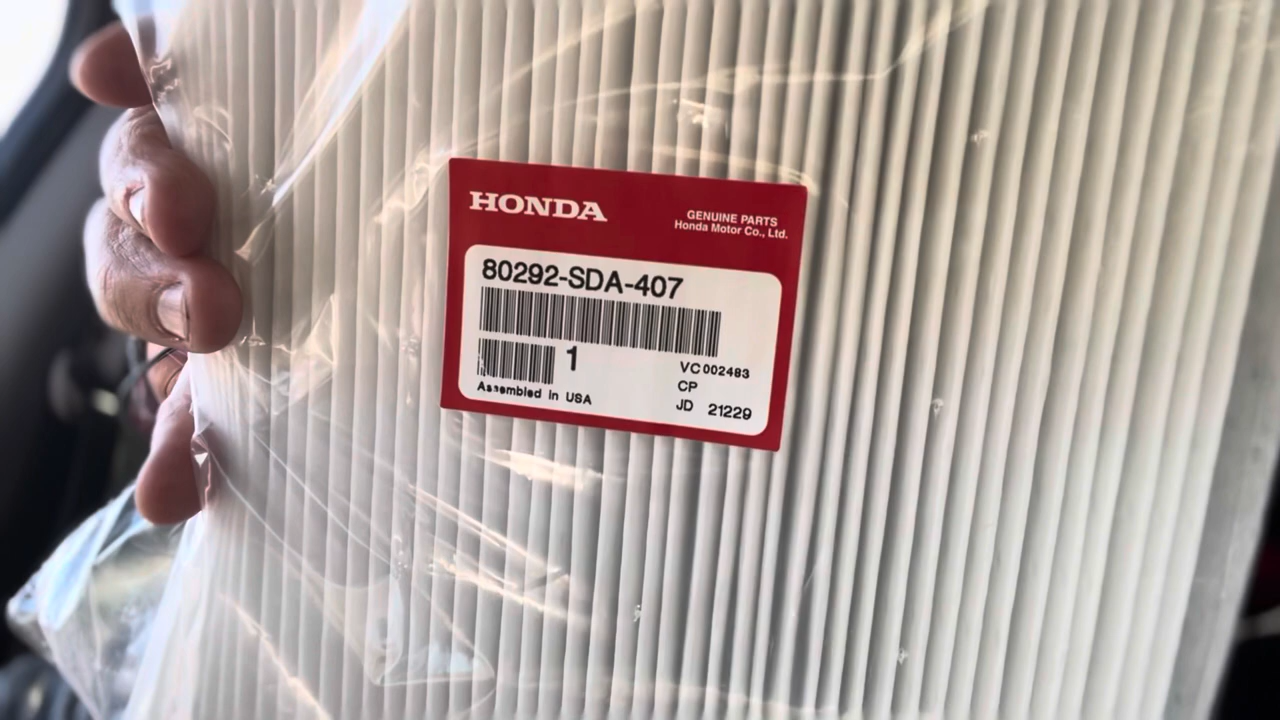 HONDA
GENUINE PARTS
Honda Motor Co., Ltd.
80292-SDA-407
1
VC 002483
CP
Assembled in USA
JD 21229